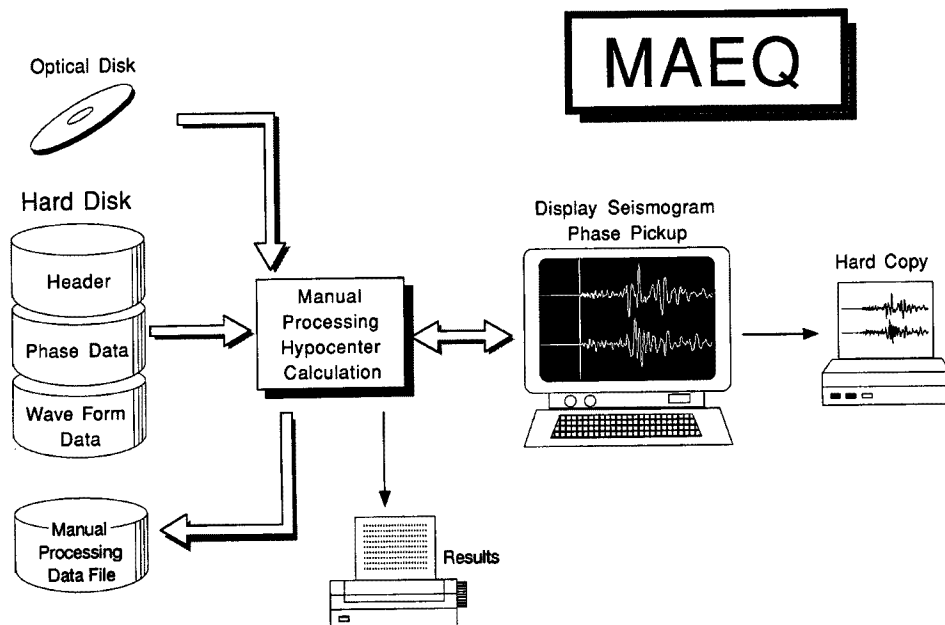 MAEQ
Optical Disk
Hard Disk
Header
Phase Data
Wave Form
Data
Manual
Processing
Hypocenter
Calculation
Display Seismogram
Phase Pickup
Hard Copy
Manual
Processing
Data File
Results